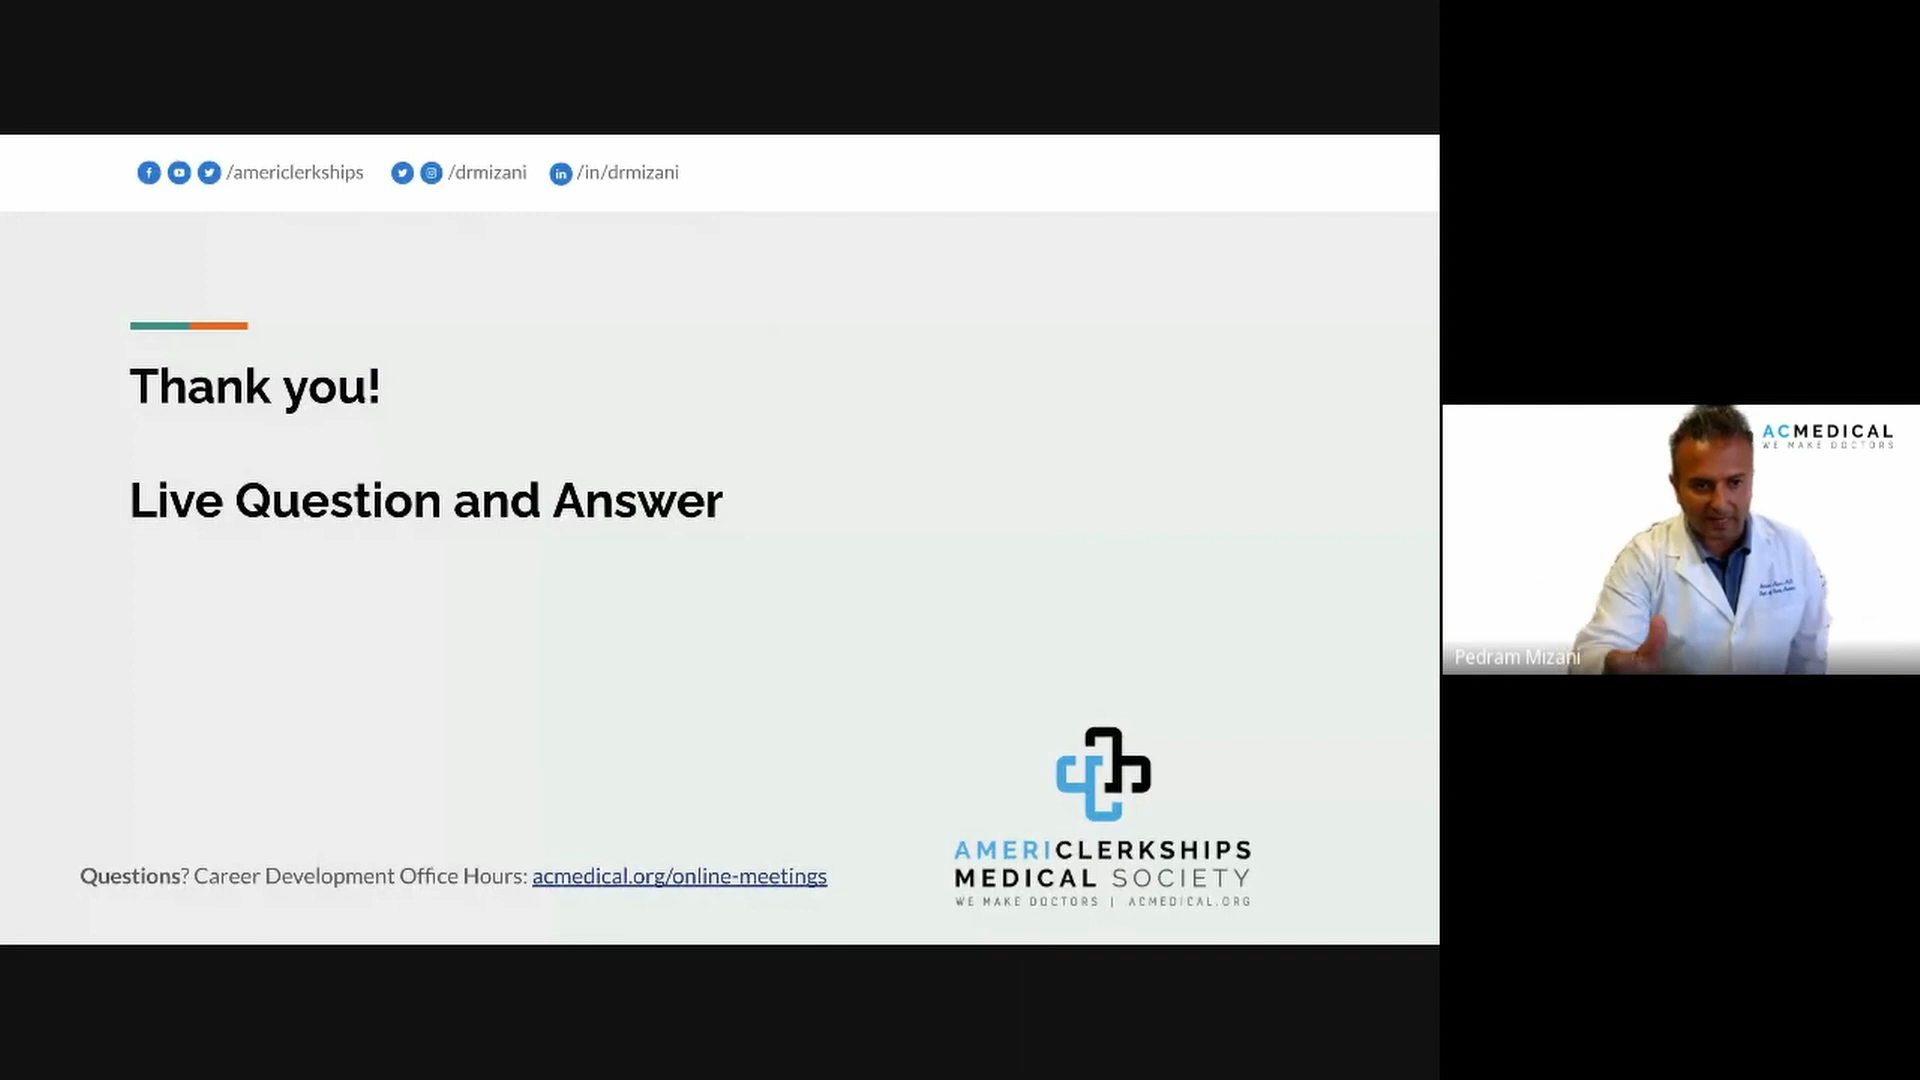 /americlerkships /drmizani /in/drmizani
Thank you!
Live Question and Answer
Questions? Career Development Office Hours: acmedical.org/online-meetings
AMERICLERKSHIPS
MEDICAL SOCIETY
WE MAKE DOCTORS | ACMEDICAL.ORG
ACMEDICAL
WE MAKE DOCTORS
Pedram Mizani